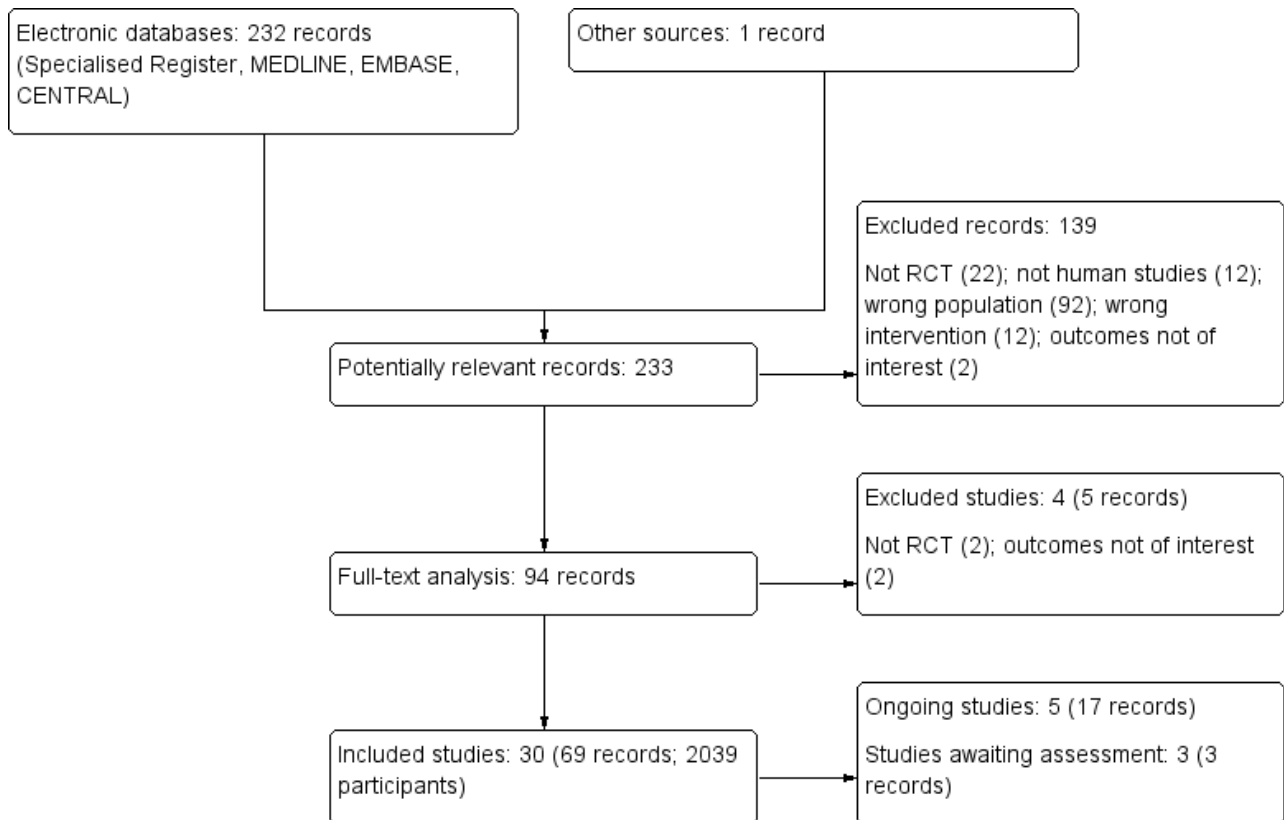 Electronic databases: 232 records
(Specialised Register, MEDLINE, EMBASE,
CENTRAL)
Other sources: 1 record
Excluded records: 139
Not RCT (22); not human studies (12);
wrong population (92); wrong
intervention (12); outcomes not of
interest (2)
Potentially relevant records: 233
Excluded studies: 4 (5 records)
Not RCT (2); outcomes not of interest
(2)
Full-text analysis: 94 records
Ongoing studies: 5 (17 records)
Studies awaiting assessment: 3 (3
records)
Included studies: 30 (69 records; 2039
participants)